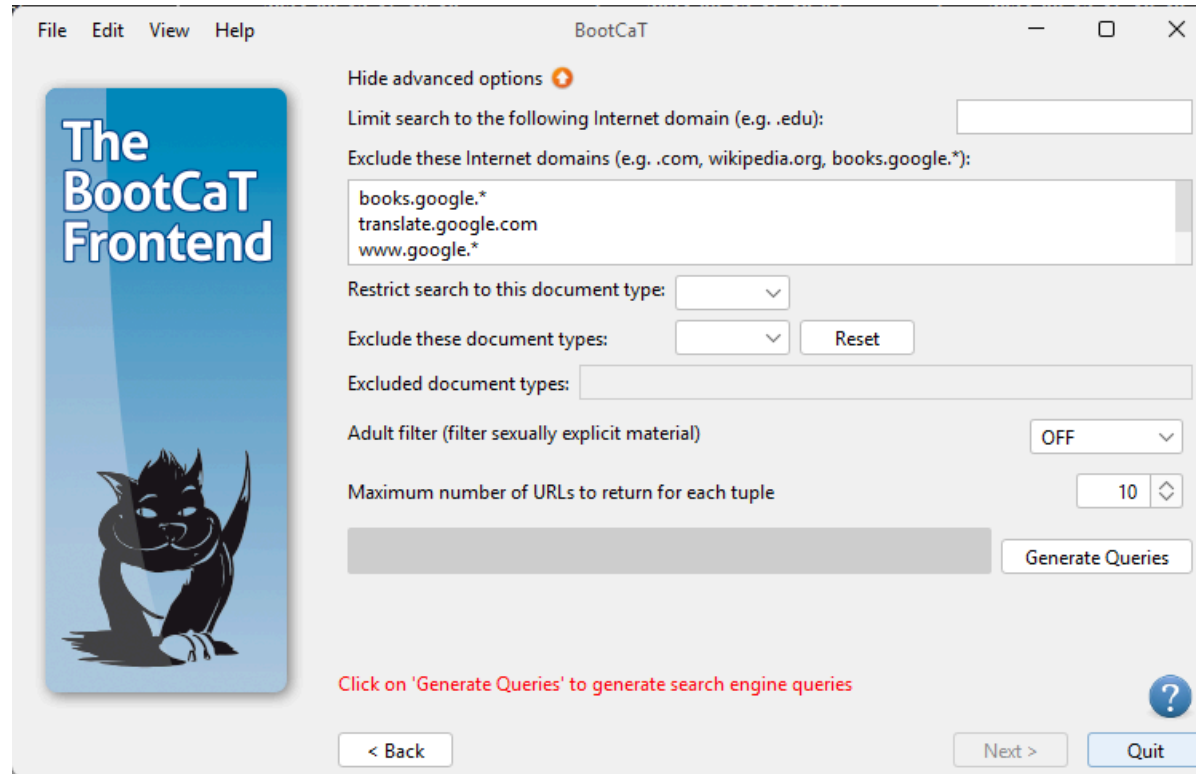 File Edit View Help BootCaT
The
BootCaT
Frontend
Hide advanced options
Limit search to the following Internet domain (e.g. .edu):
Exclude these Internet domains (e.g. .com, wikipedia.org, books.google.*):
books.google.*
translate.google.com
www.google.*
Restrict search to this document type:
Exclude these document types: Reset
Excluded document types:
Adult filter (filter sexually explicit material) OFF
Maximum number of URLs to return for each tuple 10
Generate Queries
Click on 'Generate Queries' to generate search engine queries
?
< Back Next > Quit